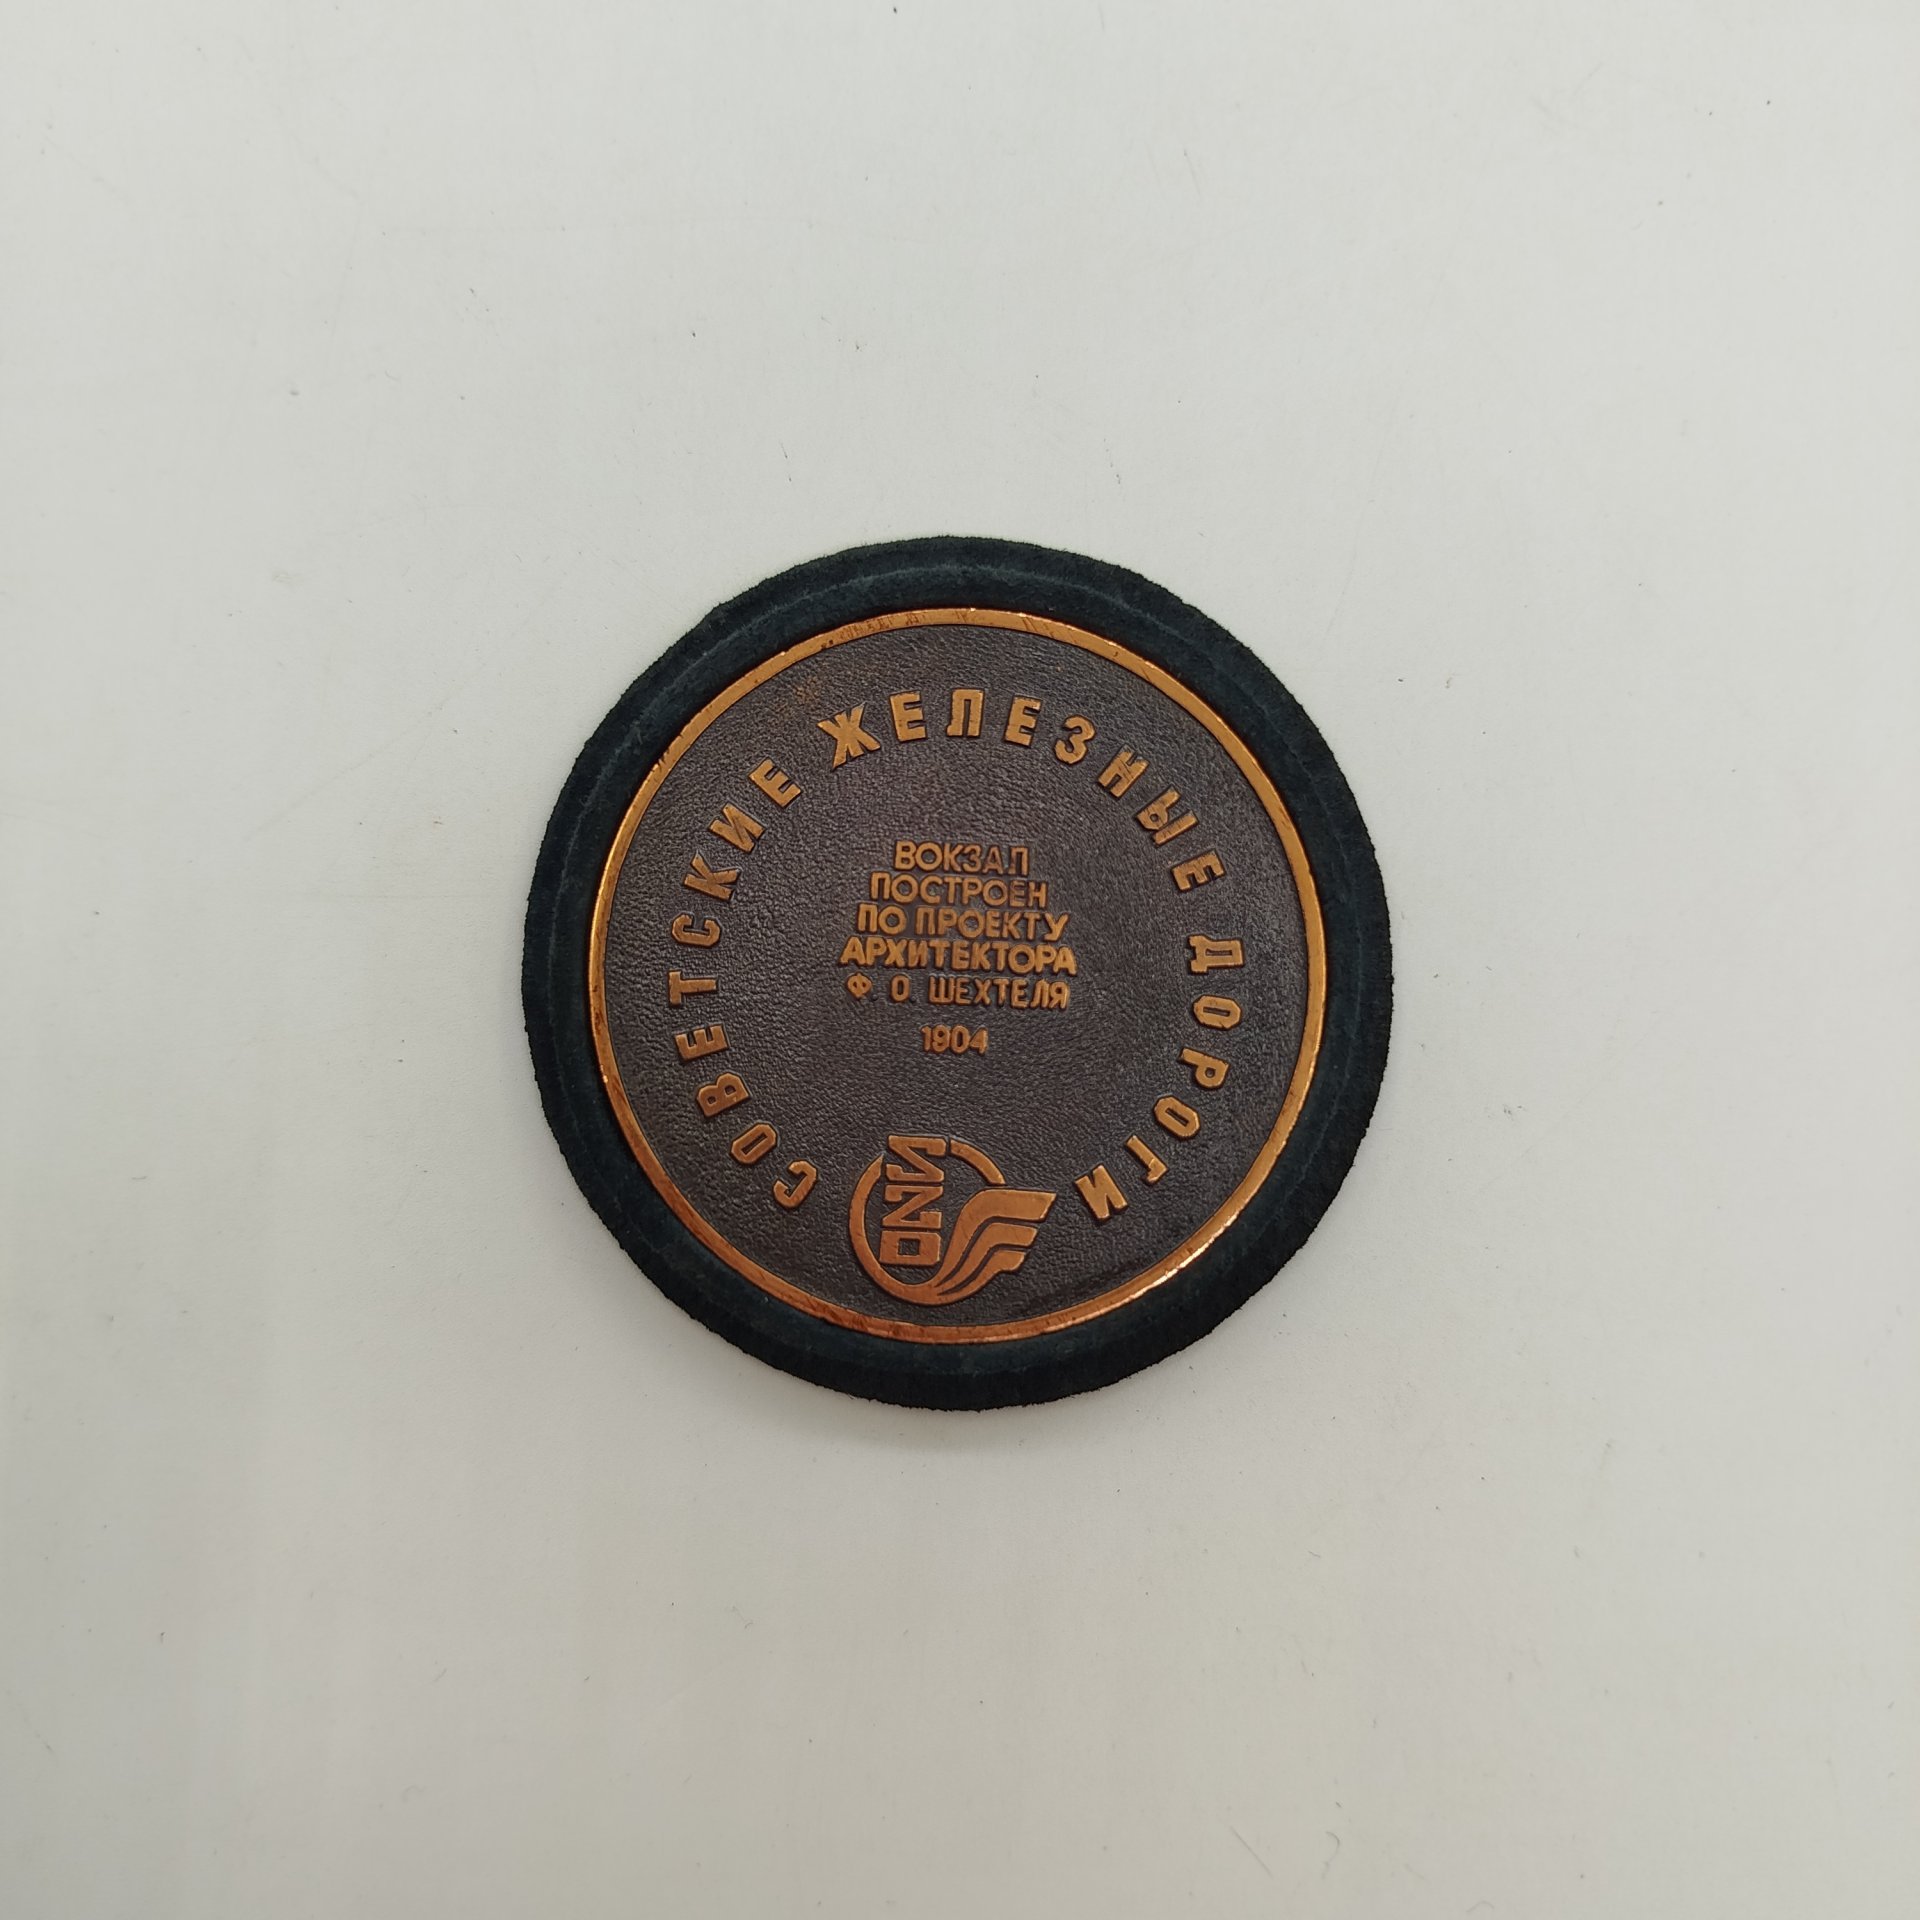 СОВЕТСКИЕ ЖЕЛЕЗНЫЕ ДОРОГИ
ВОКЗАЛ
ПОСТРОЕН
ПО ПРОЕКТУ
АРХИТЕКТОРА
Ф. О. ШЕХТЕЛЯ
1904